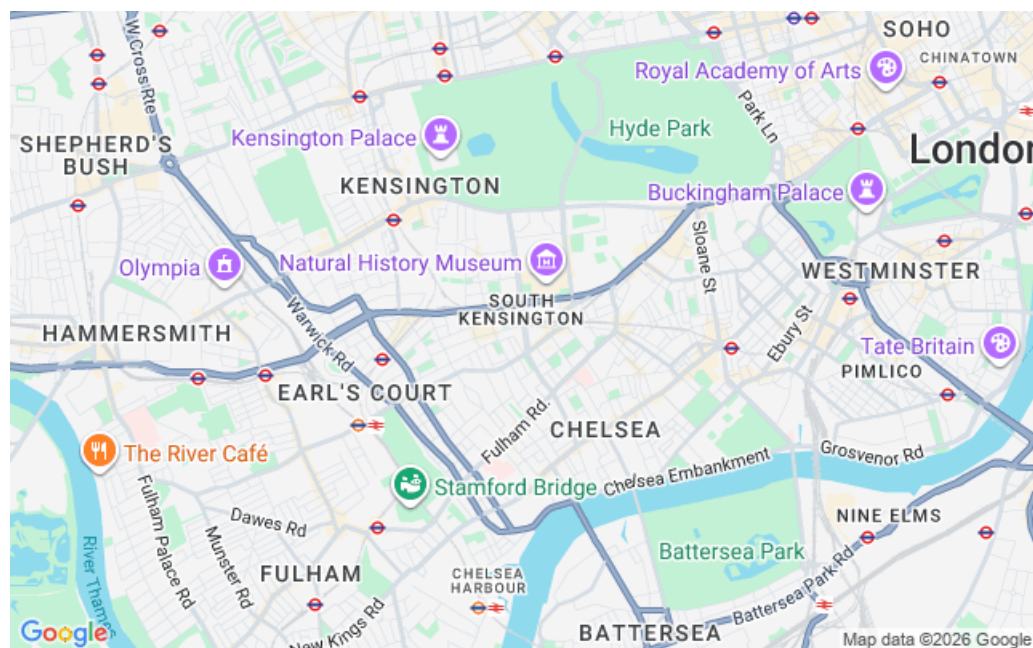 SOHO
CHINATOWN
Royal Academy of Arts
W Cross Rte
Park Ln
Hyde Park
Kensington Palace
SHEPHERD'S
BUSH
London
KENSINGTON
Buckingham Palace
Sloane St
Olympia
Natural History Museum
WESTMINSTER
SOUTH
KENSINGTON
HAMMERSMITH
Warwick Rd
Ebury St
Tate Britain
PIMLICO
EARL'S COURT
Fulham Rd.
CHELSEA
The River Café
Grosvenor Rd
Chelsea Embankment
Stamford Bridge
Fulham Palace Rd
Dawes Rd
Munster Rd
NINE ELMS
River Thames
Battersea Park
FULHAM
CHELSEA
HARBOUR
Battersea Park Rd
New Kings Rd
BATTERSEA
Google
Map data ©2026 Google